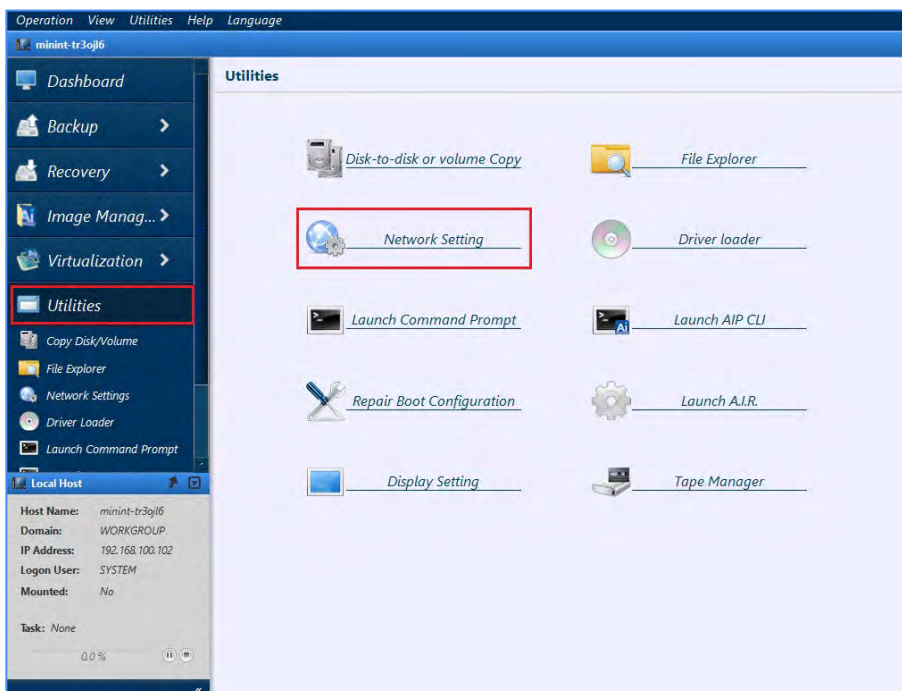 Operation View Utilities Help Language
minint-tr3ojl6
Dashboard
Backup
Recovery
Image Manag...
Virtualization
Utilities
Copy Disk/Volume
File Explorer
Network Settings
Driver Loader
Launch Command Prompt
Local Host
Host Name: minint-tr3ojl6
Domain: WORKGROUP
IP Address: 192.168.100.102
Logon User: SYSTEM
Mounted: No
Task: None
0.0 %
Utilities
Disk-to-disk or volume Copy
File Explorer
Network Setting
Driver loader
Launch Command Prompt
Launch AIP CLI
Repair Boot Configuration
Launch A.I.R.
Display Setting
Tape Manager